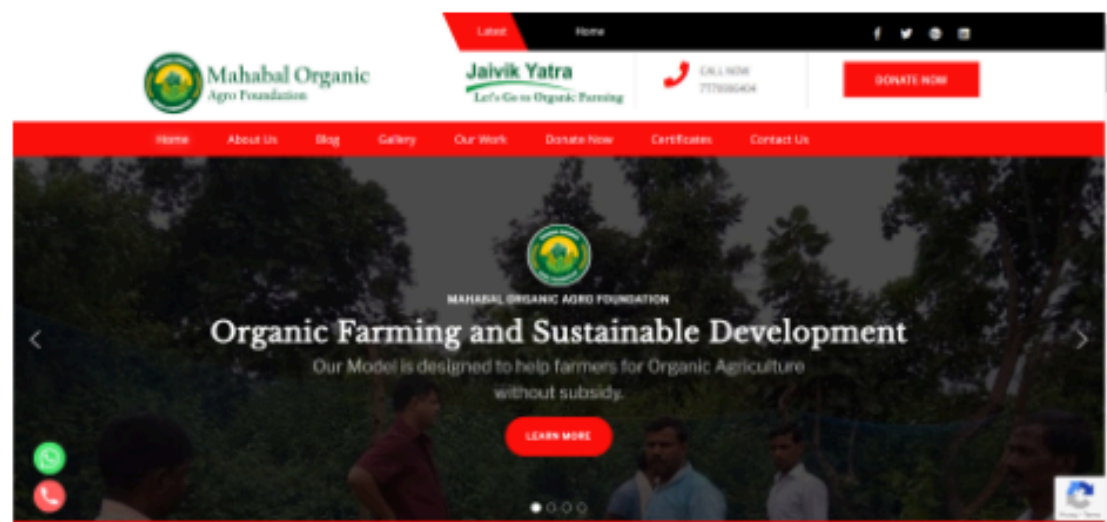 Latest Home
Mahabal Organic
Agro Foundation
Jaivik Yatra
Let's Go to Organic Farming
CALL NOW
DONATE NOW
Home About Us Blog Gallery Our Work Donate Now Certificates Contact Us
MAHABAL ORGANIC AGRO FOUNDATION
Organic Farming and Sustainable Development
Our Model is designed to help farmers for Organic Agriculture
without subsidy.
LEARN MORE